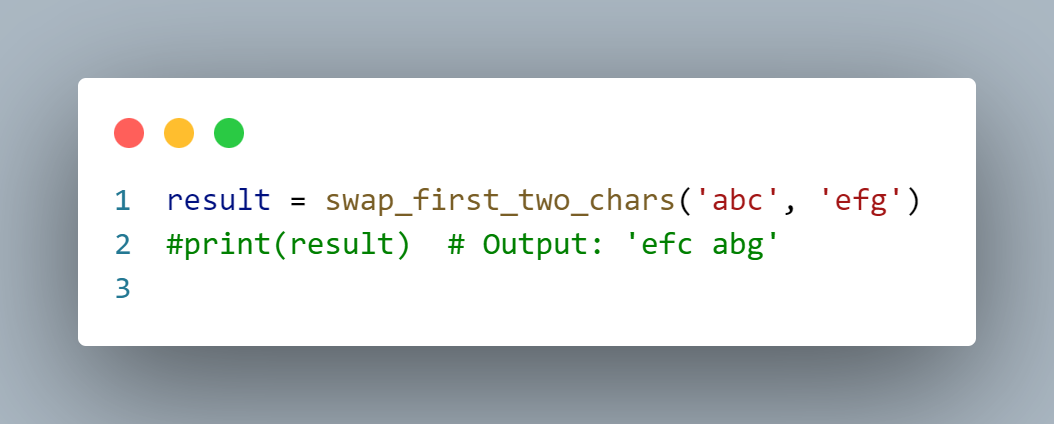 1 result = swap_first_two_chars('abc', 'efg')
2 #print(result)  # Output: 'efc abg'
3